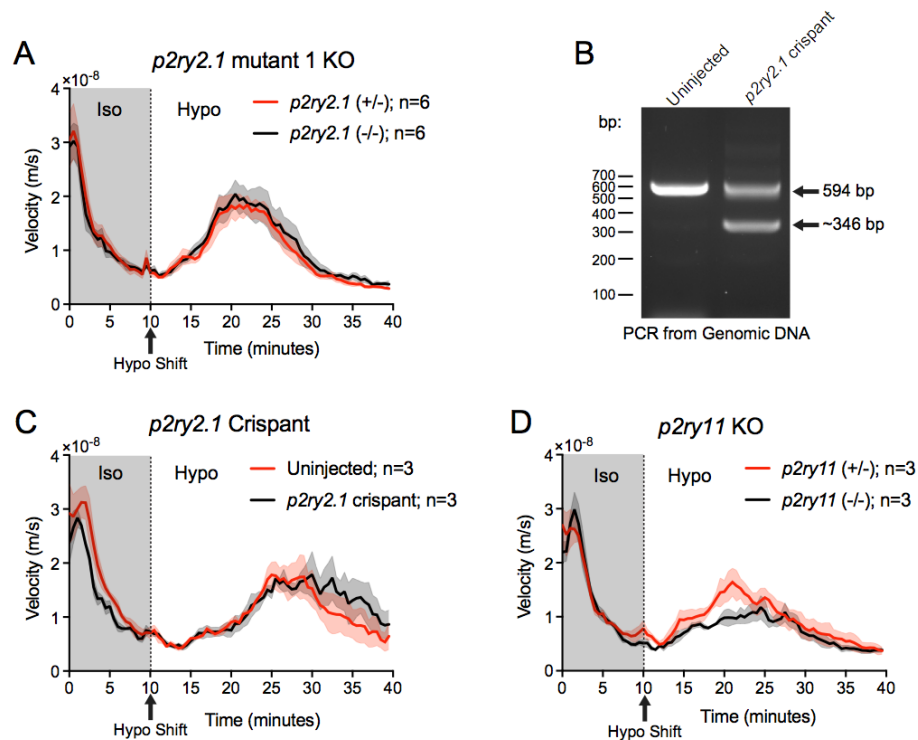 A
p2ry2.1 mutant 1 KO
×10-8
Iso
Hypo
p2ry2.1 (+/-); n=6
p2ry2.1 (-/-); n=6
Velocity (m/s)
4
3
2
1
0
0 5 10 15 20 25 30 35 40
Time (minutes)
Hypo Shift
B
Uninjected
p2ry2.1 crispant
bp:
700
600
500
400
300
200
100
594 bp
~346 bp
PCR from Genomic DNA
C
p2ry2.1 Crispant
×10-8
Iso
Hypo
Uninjected; n=3
p2ry2.1 crispant; n=3
Velocity (m/s)
4
3
2
1
0
0 5 10 15 20 25 30 35 40
Time (minutes)
Hypo Shift
D
p2ry11 KO
×10-8
Iso
Hypo
p2ry11 (+/-); n=3
p2ry11 (-/-); n=3
Velocity (m/s)
4
3
2
1
0
0 5 10 15 20 25 30 35 40
Time (minutes)
Hypo Shift